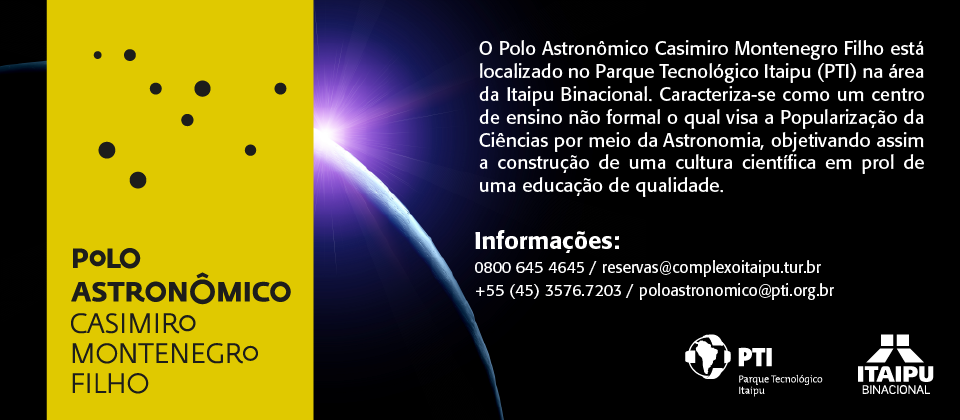 POLO
ASTRONÔMICO
CASIMIRO
MONTENEGRO
FILHO
O Polo Astronômico Casimiro Montenegro Filho está
localizado no Parque Tecnológico Itaipu (PTI) na área
da Itaipu Binacional. Caracteriza-se como um centro
de ensino não formal o qual visa a Popularização da
Ciências por meio da Astronomia, objetivando assim
a construção de uma cultura científica em prol de
uma educação de qualidade.
Informações:
0800 645 4645 / reservas@complexoitaipu.tur.br
+55 (45) 3576.7203 / poloastronomico@pti.org.br
PTI
Parque Tecnológico
Itaipu
ITAIPU
BINACIONAL